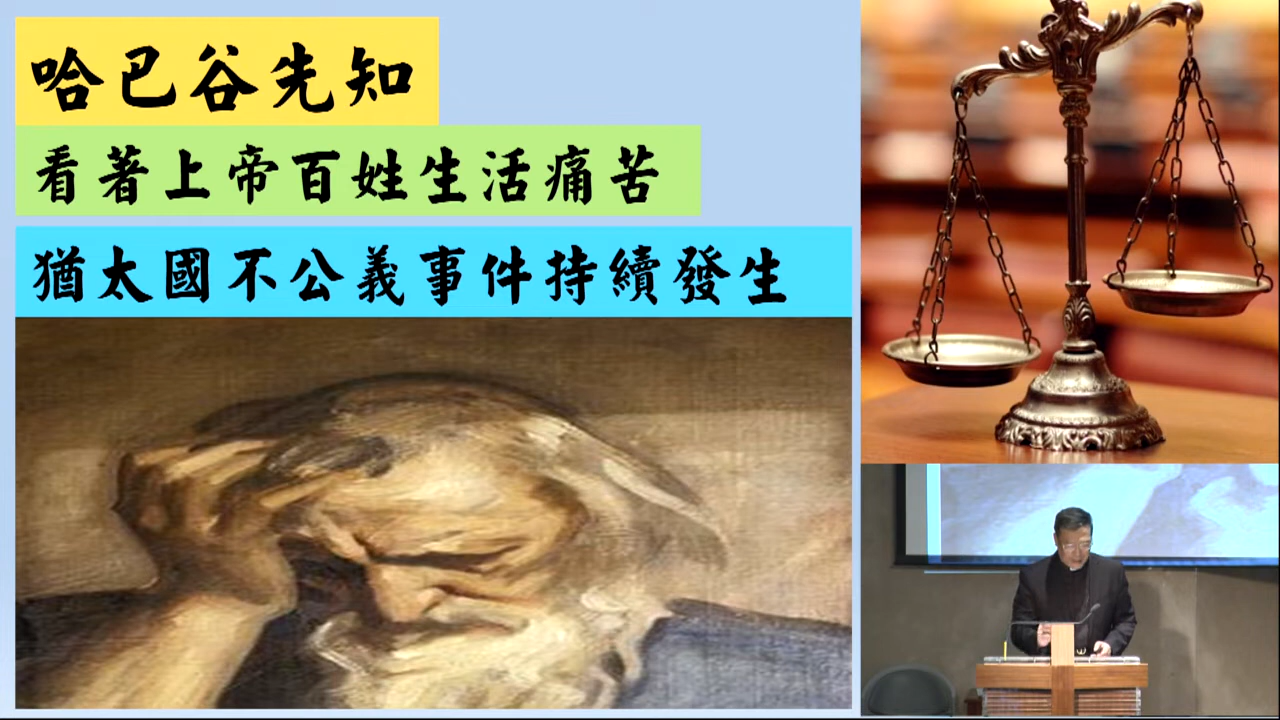 哈巴谷先知
看著上帝百姓生活痛苦
猶太國不公義事件持續發生